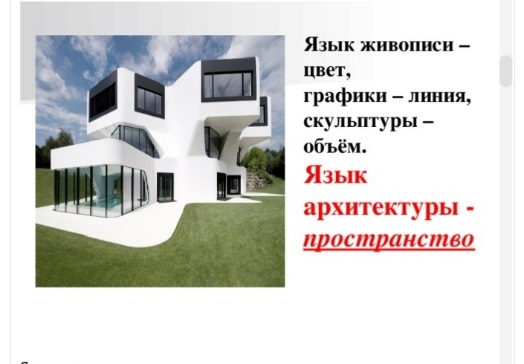 Язык живописи –
цвет,
графики – линия,
скульптуры –
объём.
Язык
архитектуры -
пространство